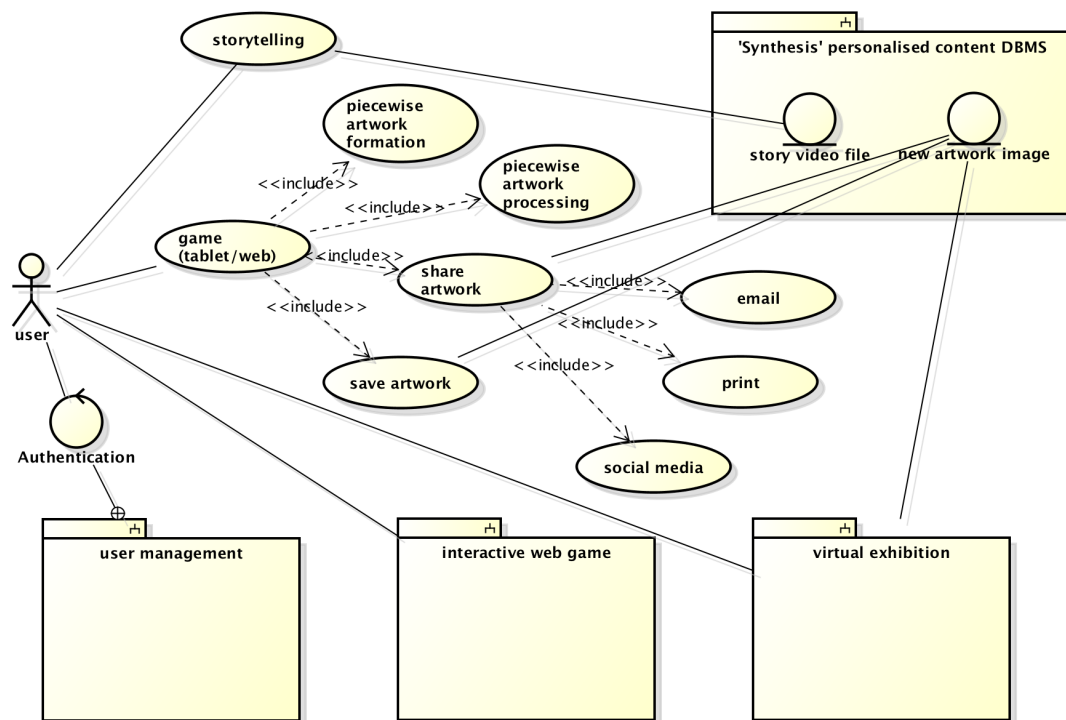 storytelling
'Synthesis' personalised content DBMS
piecewise
artwork
formation
story video file
new artwork image
piecewise
artwork
processing
<<include>>
<<include>>
game
(tablet/web)
<<include>>
share
artwork
<<include>>
email
<<include>>
<<include>>
user
save artwork
<<include>>
print
Authentication
social media
user management
interactive web game
virtual exhibition